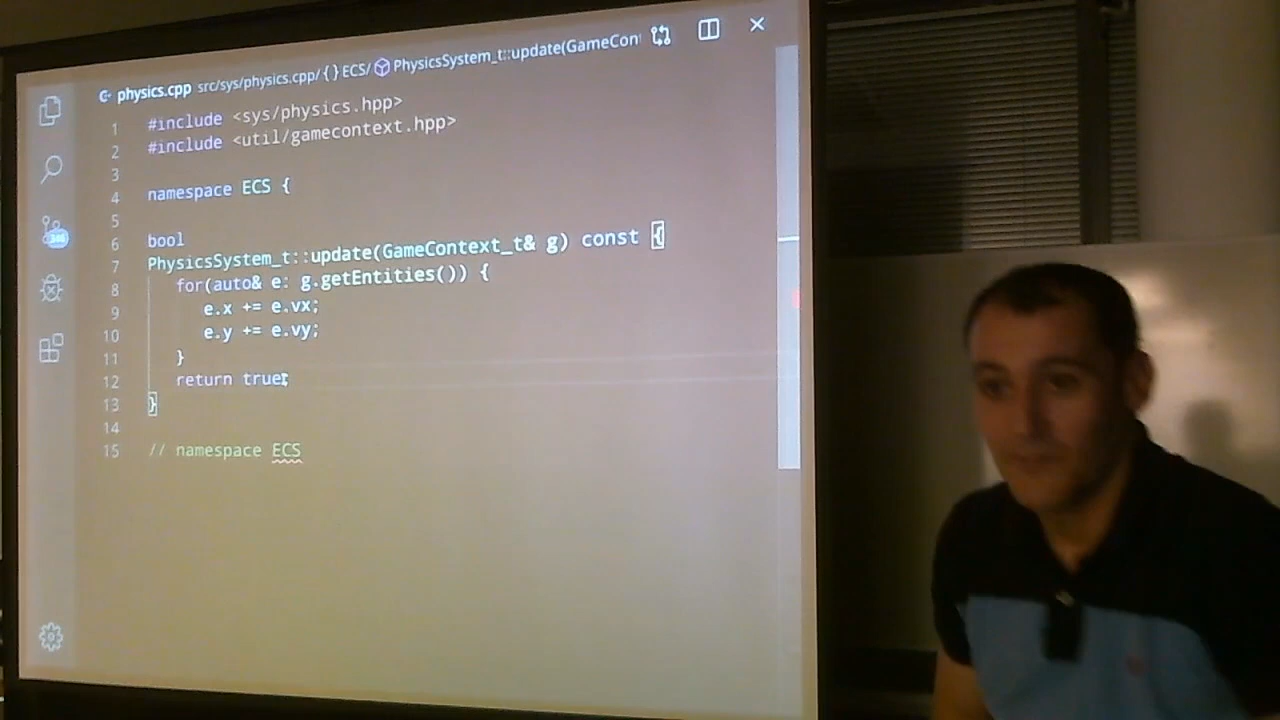 physics.cpp src/sys/physics.cpp/{}ECS/ PhysicsSystem_t::update(GameCon
1 #include <sys/physics.hpp>
2 #include <util/gamecontext.hpp>
3
4 namespace ECS {
5
6 bool
7 PhysicsSystem_t::update(GameContext_t& g) const {
8 for(auto& e: g.getEntities()) {
9 e.x += e.vx;
10 e.y += e.vy;
11 }
12 return true;
13 }
14
15 // namespace ECS